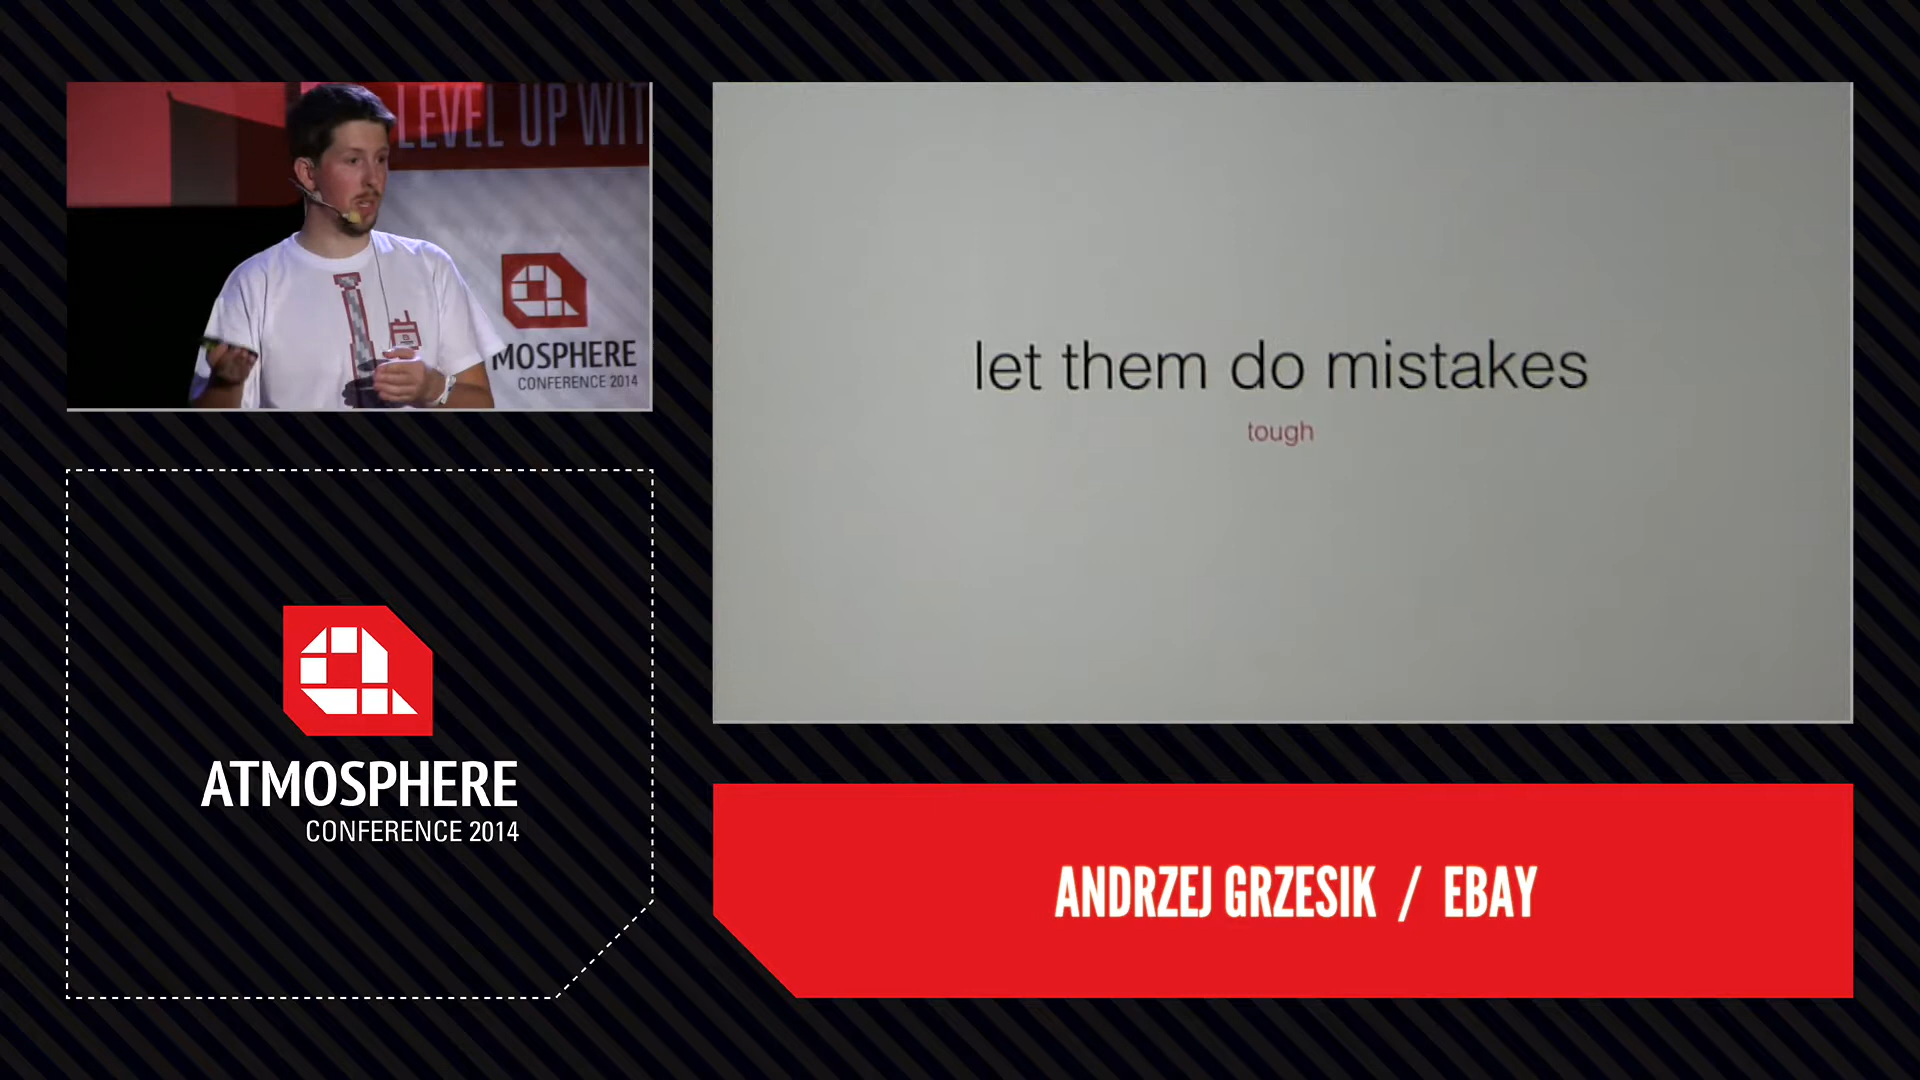 LEVEL UP WIT
MOSPHERE
CONFERENCE 2014
let them do mistakes
tough
ATMOSPHERE
CONFERENCE 2014
ANDRZEJ GRZESIK / EBAY